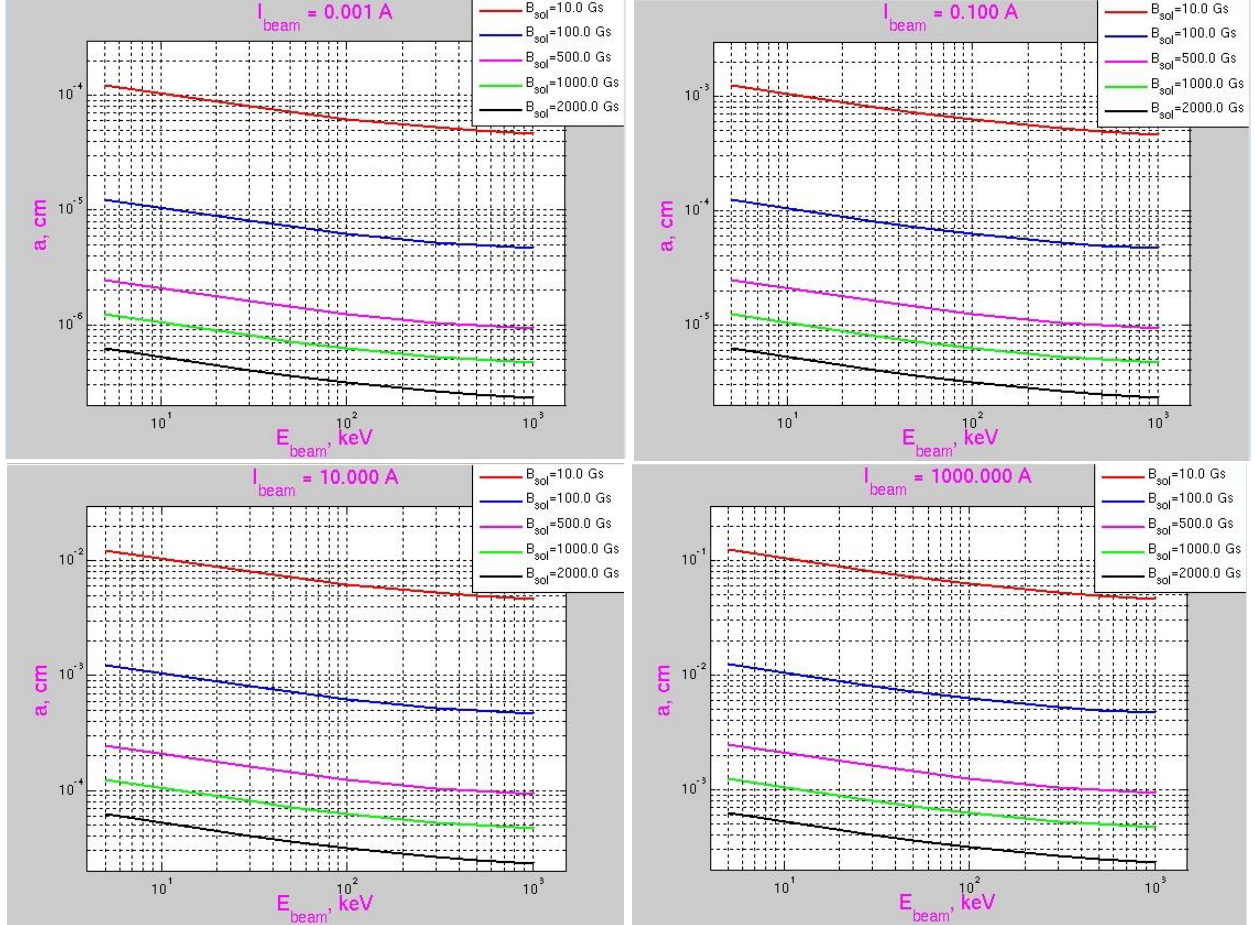 I_beam = 0.001 A
B_sol=10.0 Gs
B_sol=100.0 Gs
B_sol=500.0 Gs
B_sol=1000.0 Gs
B_sol=2000.0 Gs
10^-4
10^-5
10^-6
a, cm
10^1
10^2
10^3
E_beam, keV
I_beam = 0.100 A
B_sol=10.0 Gs
B_sol=100.0 Gs
B_sol=500.0 Gs
B_sol=1000.0 Gs
B_sol=2000.0 Gs
10^-3
10^-4
10^-5
a, cm
10^1
10^2
10^3
E_beam, keV
I_beam = 10.000 A
B_sol=10.0 Gs
B_sol=100.0 Gs
B_sol=500.0 Gs
B_sol=1000.0 Gs
B_sol=2000.0 Gs
10^-2
10^-3
10^-4
a, cm
10^1
10^2
10^3
E_beam, keV
I_beam = 1000.000 A
B_sol=10.0 Gs
B_sol=100.0 Gs
B_sol=500.0 Gs
B_sol=1000.0 Gs
B_sol=2000.0 Gs
10^-1
10^-2
10^-3
a, cm
10^1
10^2
10^3
E_beam, keV